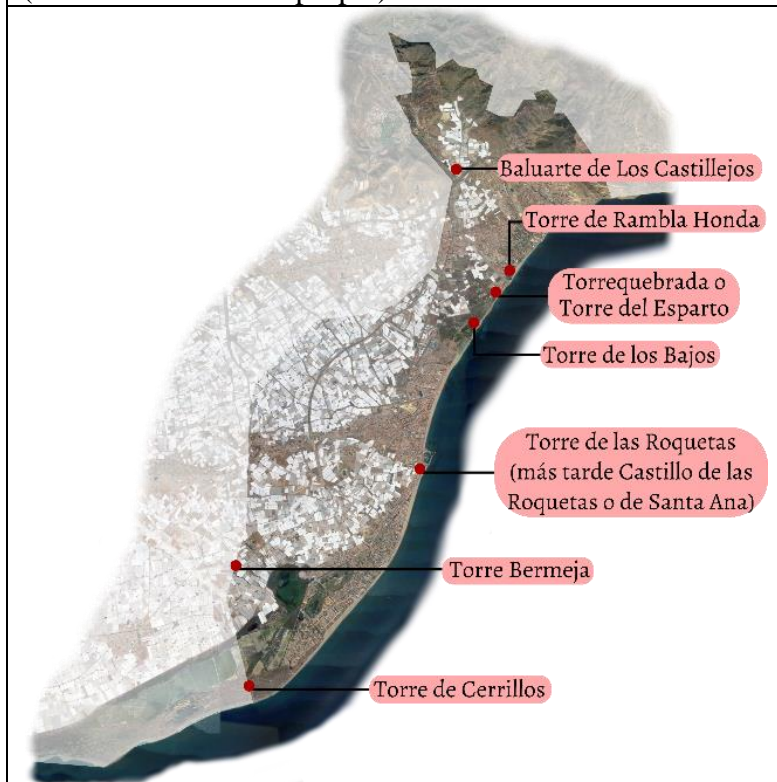 Baluarte de Los Castillejos
Torre de Rambla Honda
Torrequebrada o
Torre del Esparto
Torre de los Bajos
Torre de las Roquetas
(más tarde Castillo de las
Roquetas o de Santa Ana)
Torre Bermeja
Torre de Cerrillos